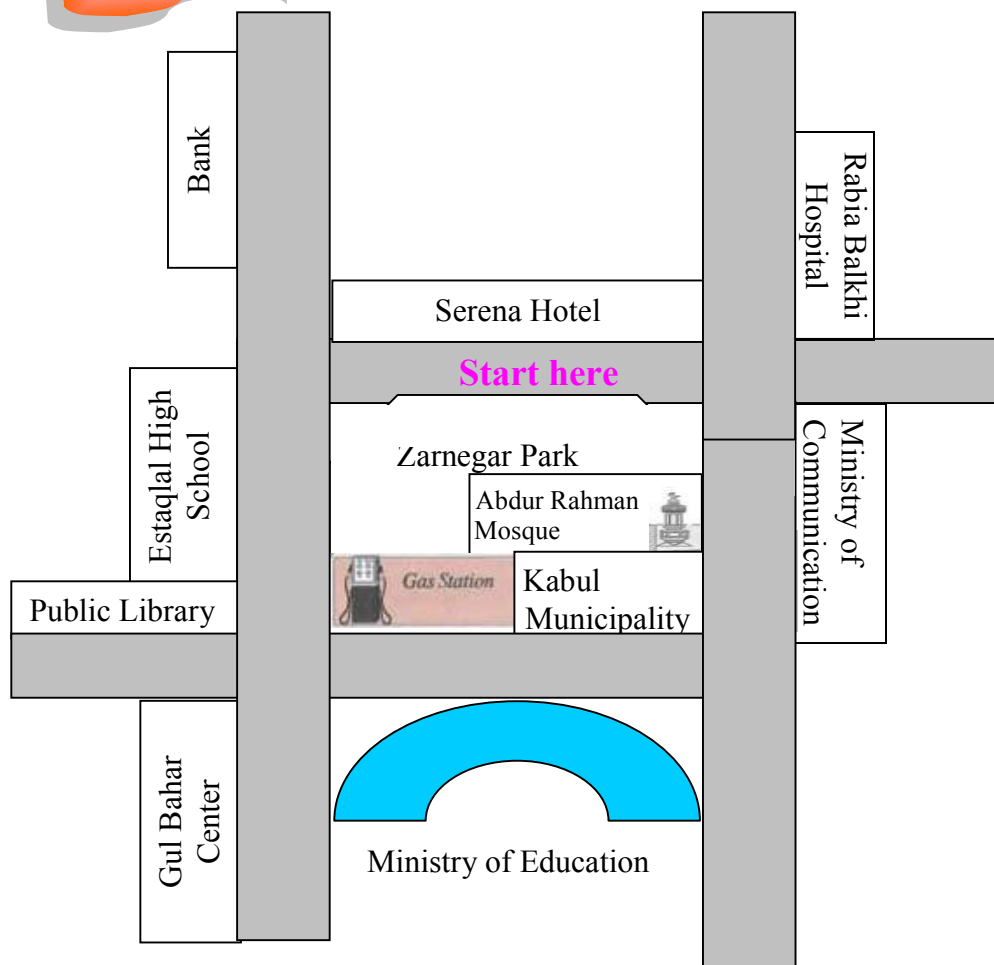 Bank
Rabia Balkhi
Hospital
Serena Hotel
Start here
Estaqlal High
School
Zarnegar Park
Ministry of
Communication
Abdur Rahman
Mosque
Gas Station
Kabul
Municipality
Public Library
Gul Bahar
Center
Ministry of Education